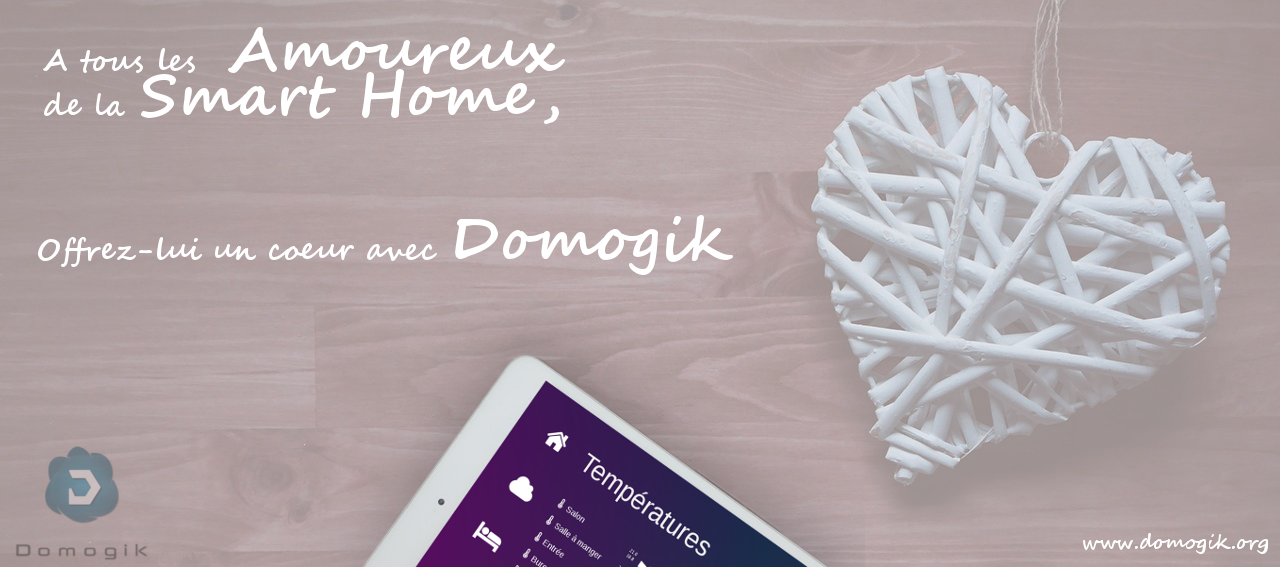 A tous les Amoureux
de la Smart Home,
Offrez-lui un coeur avec Domogik
Températures
Salon
Salle à manger
Entrée
Domogik
www.domogik.org